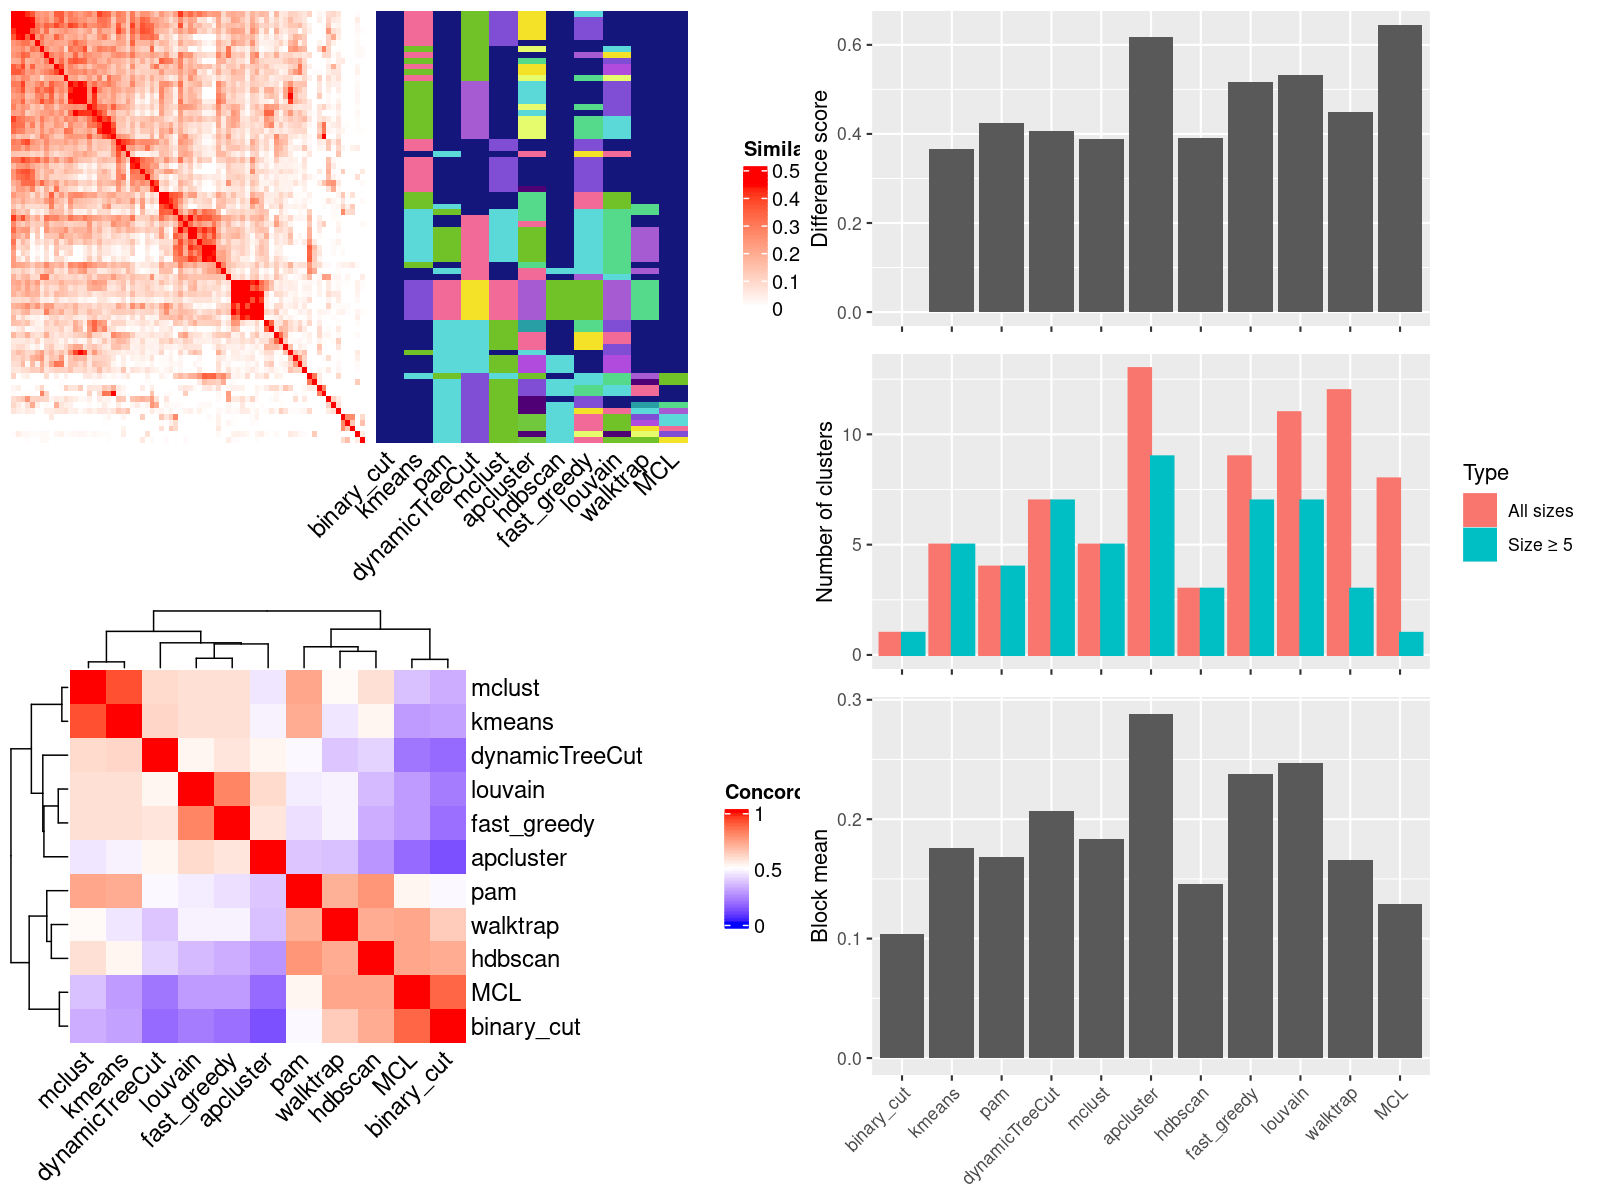 Simila
0.5
0.4
0.3
0.2
0.1
0
binary_cut
kmeans
pam
dynamicTreeCut
mclust
apcluster
hdbscan
fast_greedy
louvain
walktrap
MCL
mclust
kmeans
dynamicTreeCut
louvain
fast_greedy
apcluster
pam
walktrap
hdbscan
MCL
binary_cut
mclust
kmeans
dynamicTreeCut
louvain
fast_greedy
apcluster
pam
walktrap
hdbscan
MCL
binary_cut
Concord
1
0.5
0
Difference score
0.6
0.4
0.2
0.0
Number of clusters
10
5
0
Type
All sizes
Size ≥ 5
Block mean
0.3
0.2
0.1
0.0
binary_cut
kmeans
pam
dynamicTreeCut
mclust
apcluster
hdbscan
fast_greedy
louvain
walktrap
MCL